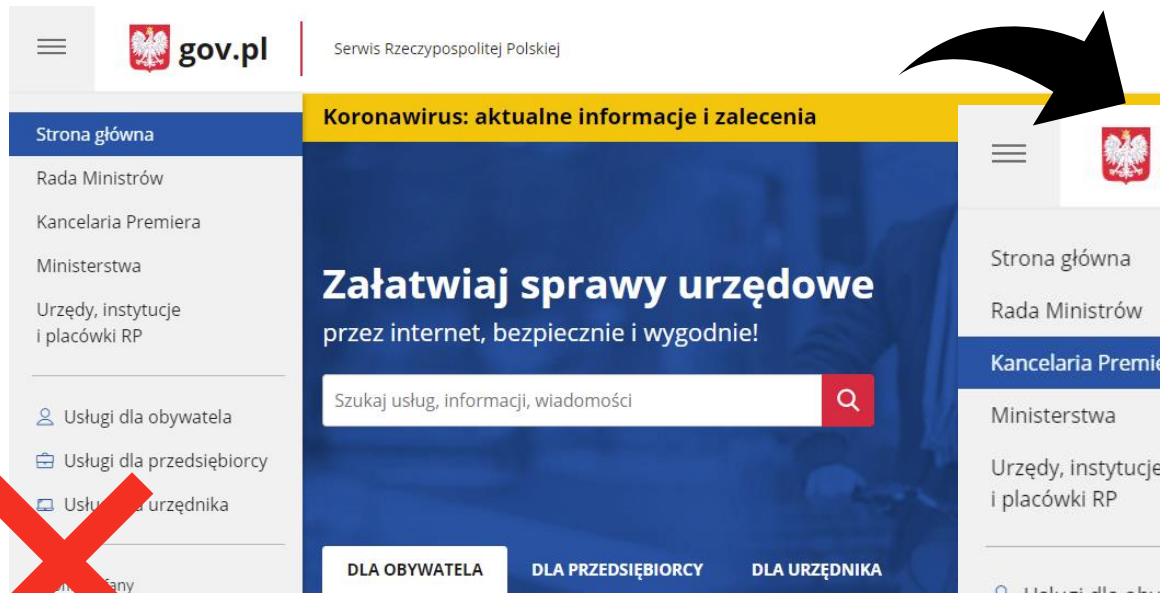 gov.pl
Serwis Rzeczypospolitej Polskiej
Koronawirus: aktualne informacje i zalecenia
Strona główna
Rada Ministrów
Kancelaria Premiera
Ministerstwa
Urzędy, instytucje
i placówki RP
Usługi dla obywatela
Usługi dla przedsiębiorcy
urzędnika
Załatwiaj sprawy urzędowe
przez internet, bezpiecznie i wygodnie!
Szukaj usług, informacji, wiadomości
DLA OBYWATELA
DLA PRZEDSIĘBIORCY
DLA URZĘDNIKA
Strona główna
Rada Ministrów
Kancelaria
Ministerstwa
Urzędy, instytucje
i placówki RP